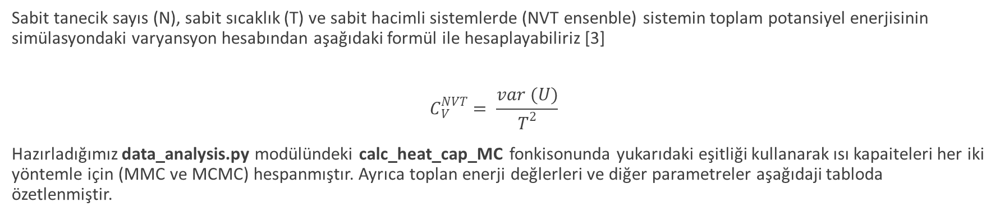 Sabit tanecik sayıs (N), sabit sıcaklık (T) ve sabit hacimli sistemlerde (NVT ensenble) sistemin toplam potansiyel enerjisinin
simülasyondaki varyansyon hesabından aşağıdaki formül ile hesaplayabiliriz [3]
C_V^{NVT} = \frac{var (U)}{T^2}
Hazırladığımız data_analysis.py modülündeki calc_heat_cap_MC fonkisonunda yukarıdaki eşitliği kullanarak ısı kapaiteleri her iki
yöntemle için (MMC ve MCMC) hespanmıştır. Ayrıca toplan enerji değlerleri ve diğer parametreler aşağıdaji tabloda
özetlenmiştir.